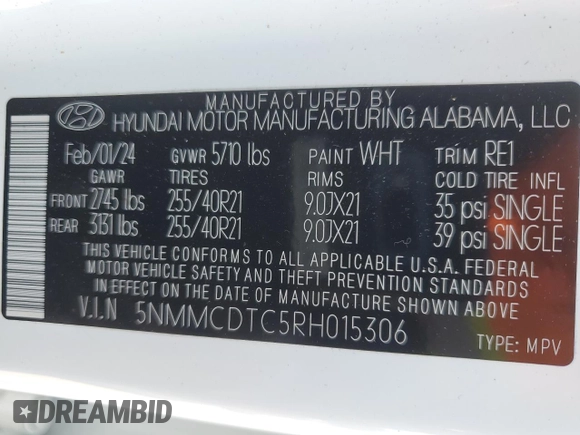 MANUFACTURED BY
HYUNDAI MOTOR MANUFACTURING ALABAMA, LLC
Feb/01/24 GVWR 5710 lbs PAINT WHT TRIM RE1
GAWR TIRES RIMS COLD TIRE INFL
FRONT 2745 lbs 255/40R21 9.0JX21 35 psi SINGLE
REAR 3131 lbs 255/40R21 9.0JX21 39 psi SINGLE
THIS VEHICLE CONFORMS TO ALL APPLICABLE U.S.A. FEDERAL
MOTOR VEHICLE SAFETY AND THEFT PREVENTION STANDARDS
IN EFFECT ON THE DATE OF MANUFACTURE SHOWN ABOVE
V.I.N 5NMMCDTC5RH015306
TYPE: MPV
DREAMBID